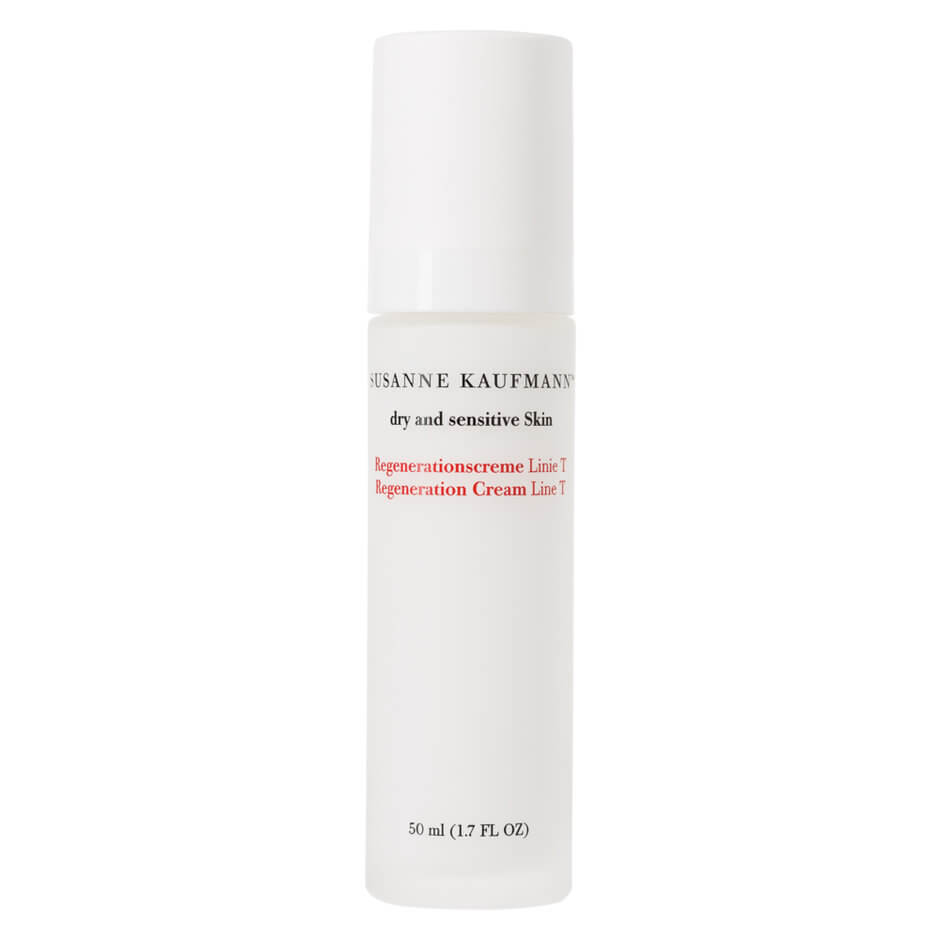 SUSANNE KAUFMANN™
dry and sensitive Skin
Regenerationscreme Linie T
Regeneration Cream Line T
50 ml (1.7 FL OZ)